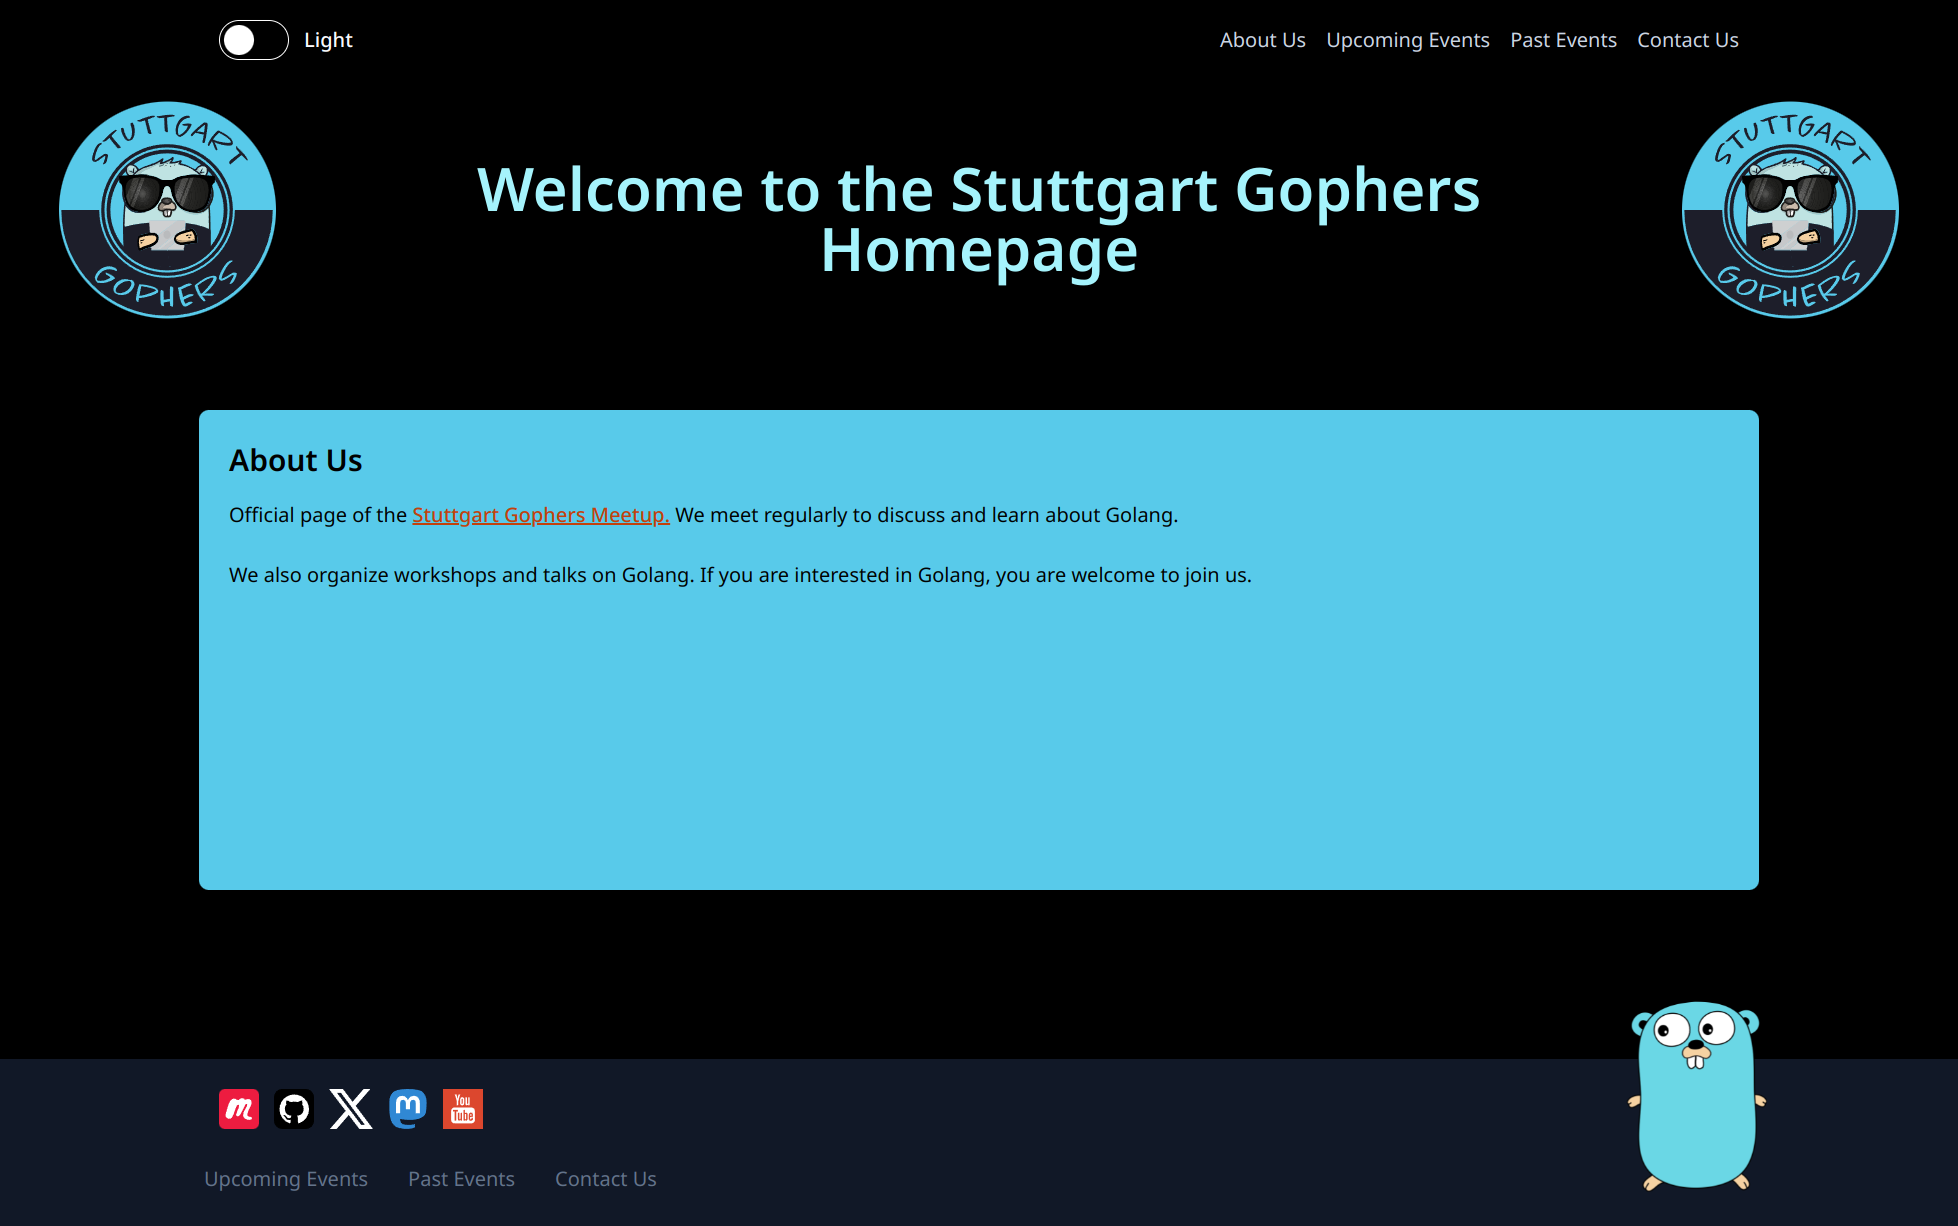 Light
About Us Upcoming Events Past Events Contact Us
STUTTGART
GOPHERS
Welcome to the Stuttgart Gophers
Homepage
STUTTGART
GOPHERS
About Us
Official page of the Stuttgart Gophers Meetup. We meet regularly to discuss and learn about Golang.
We also organize workshops and talks on Golang. If you are interested in Golang, you are welcome to join us.
m
m
You
Tube
Upcoming Events Past Events Contact Us